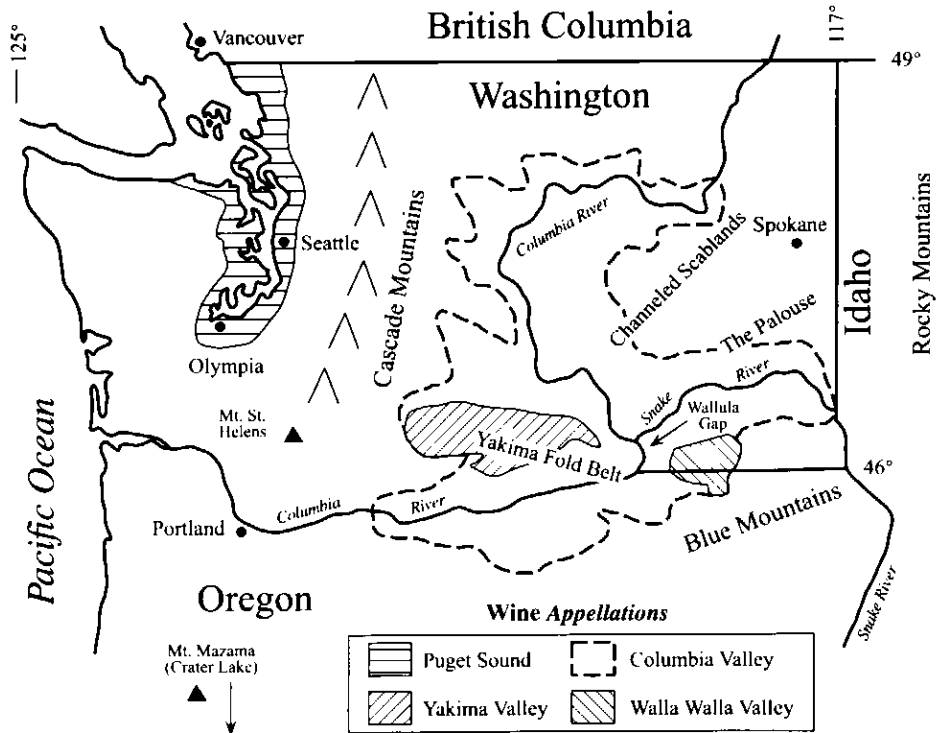 British Columbia
125°
Vancouver
117°
49°
Washington
Columbia River
Spokane
Seattle
Cascade Mountains
Channeled Scablands
Idaho
Rocky Mountains
The Palouse
Olympia
Snake River
Mt. St.
Helens
Wallula
Gap
Yakima Fold Belt
46°
Pacific Ocean
Columbia River
Portland
Blue Mountains
Oregon
Snake River
Wine Appellations
Mt. Mazama
(Crater Lake)
Puget Sound
Columbia Valley
Yakima Valley
Walla Walla Valley